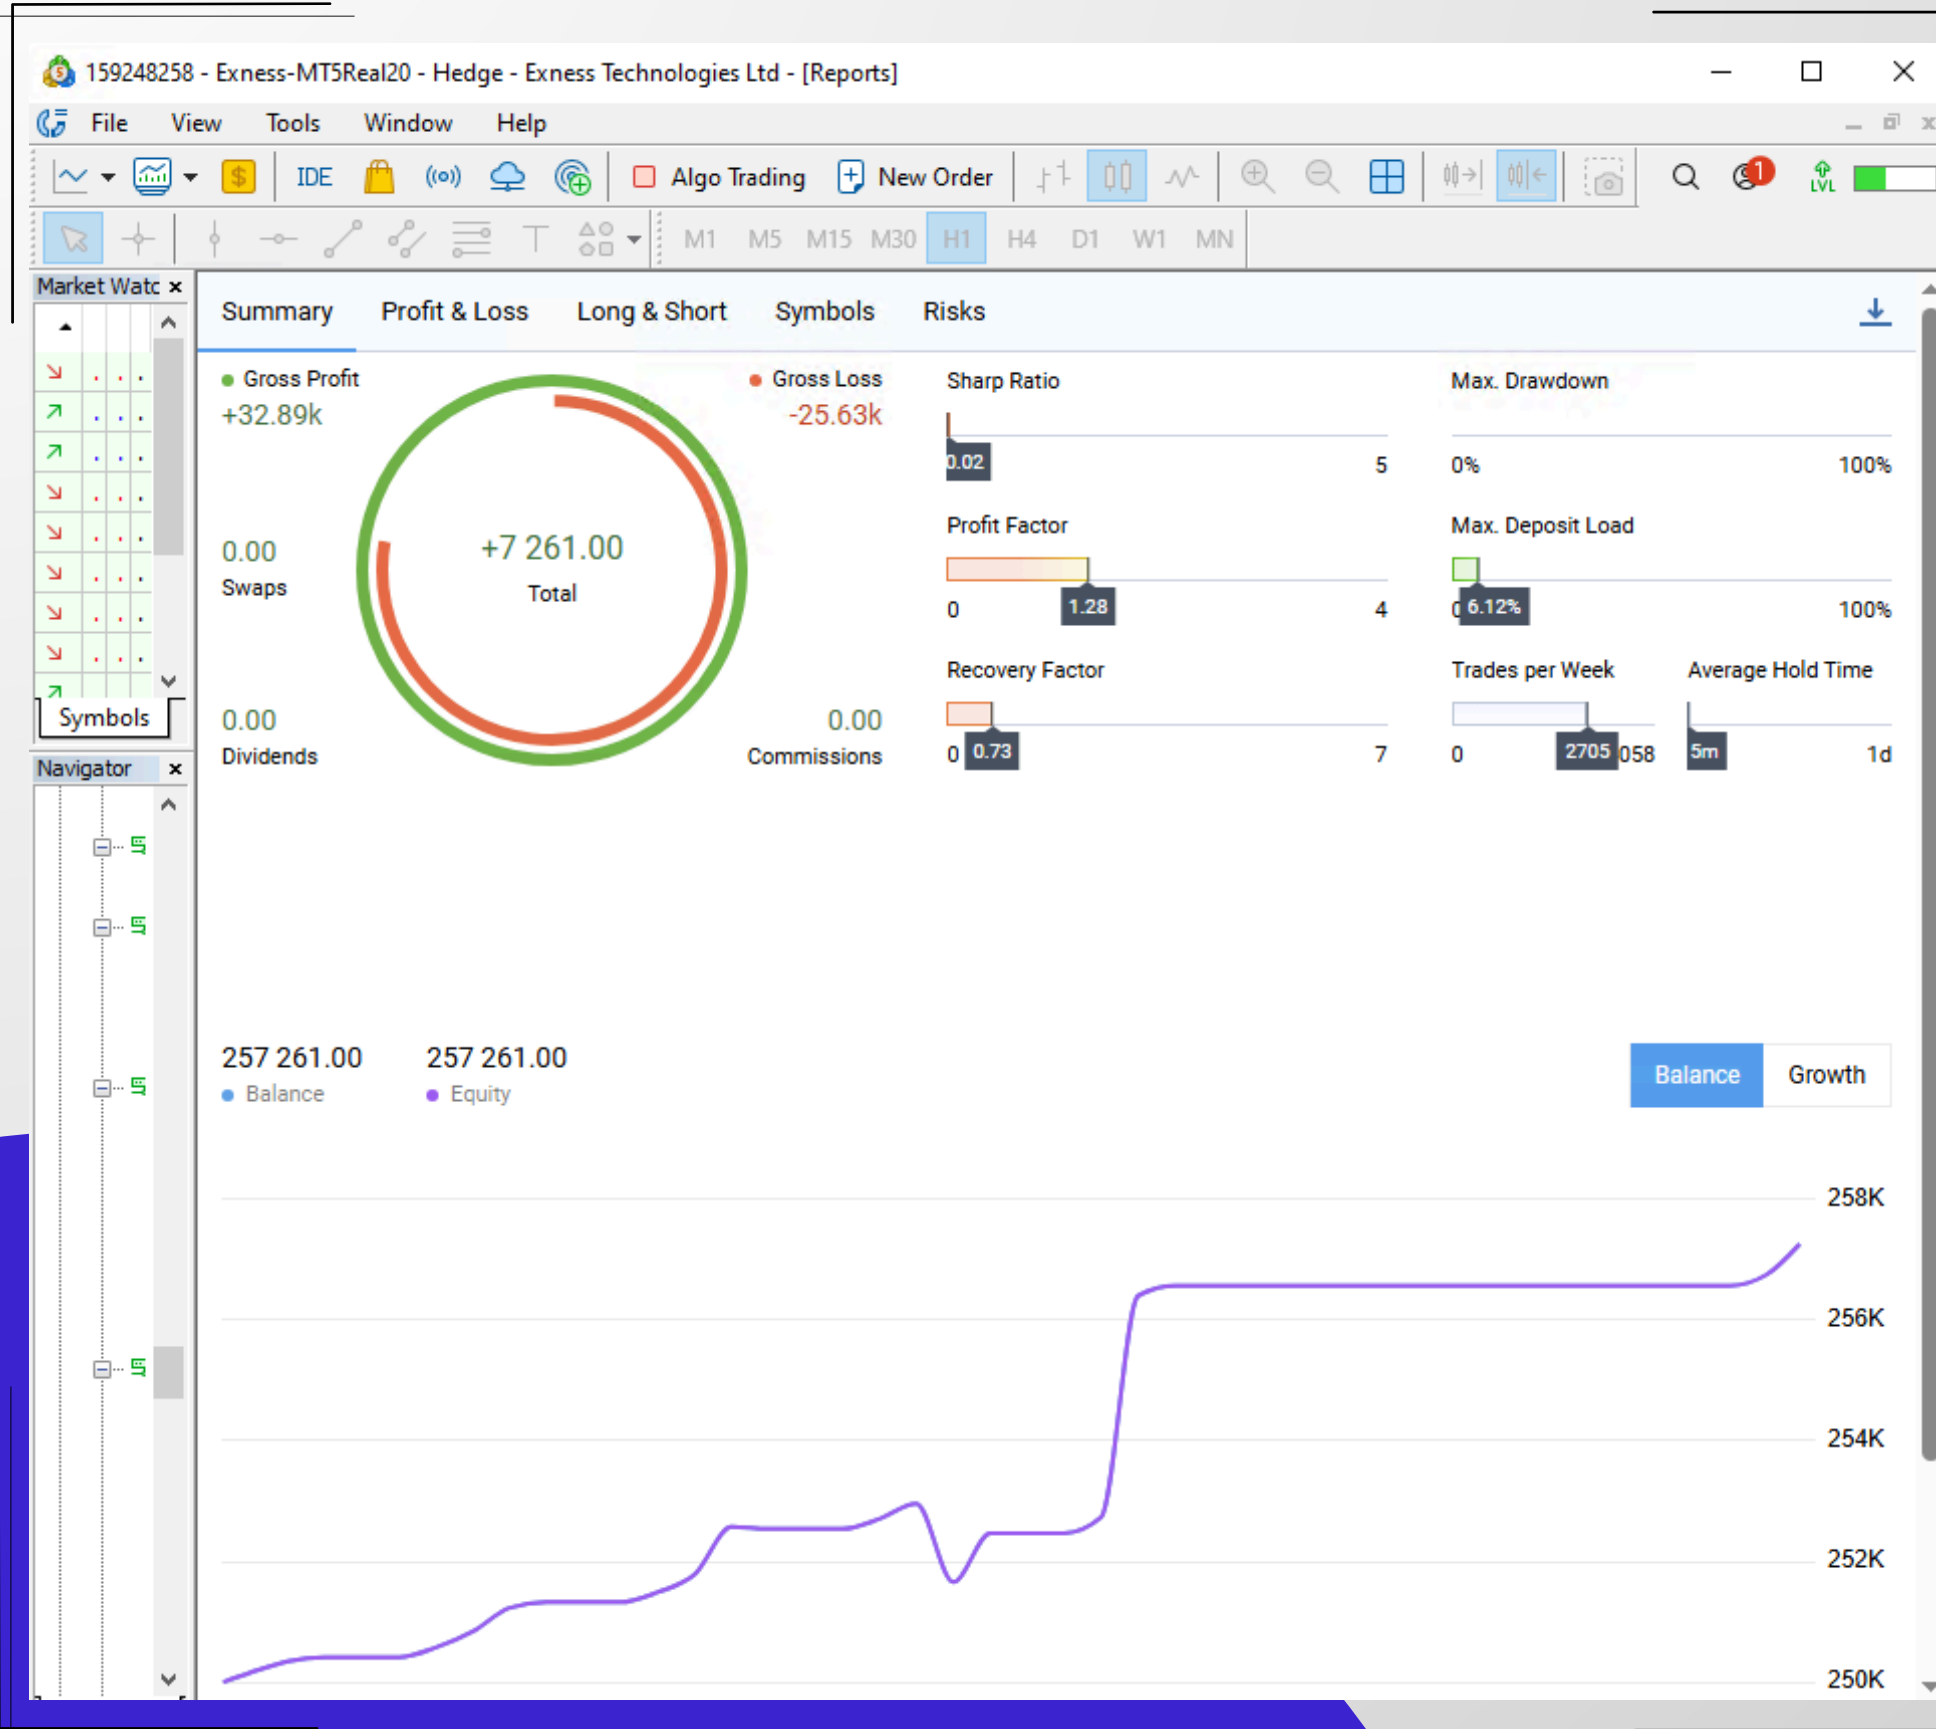 159248258 - Exness-MT5Real20 - Hedge - Exness Technologies Ltd - [Reports]
File View Tools Window Help
IDE Algo Trading New Order 1 LVL
M1 M5 M15 M30 H1 H4 D1 W1 MN
Market Watc
Summary Profit & Loss Long & Short Symbols Risks
Gross Profit
+32.89k
Gross Loss
-25.63k
0.00
Swaps
+7 261.00
Total
0.00
Dividends
0.00
Commissions
Sharp Ratio
0.02 5
Max. Drawdown
0% 100%
Profit Factor
0 1.28 4
Max. Deposit Load
6.12% 100%
Recovery Factor
0 0.73 7
Trades per Week
0 2705 058
Average Hold Time
5m 1d
Symbols
Navigator
257 261.00
Balance
257 261.00
Equity
Balance Growth
258K
256K
254K
252K
250K